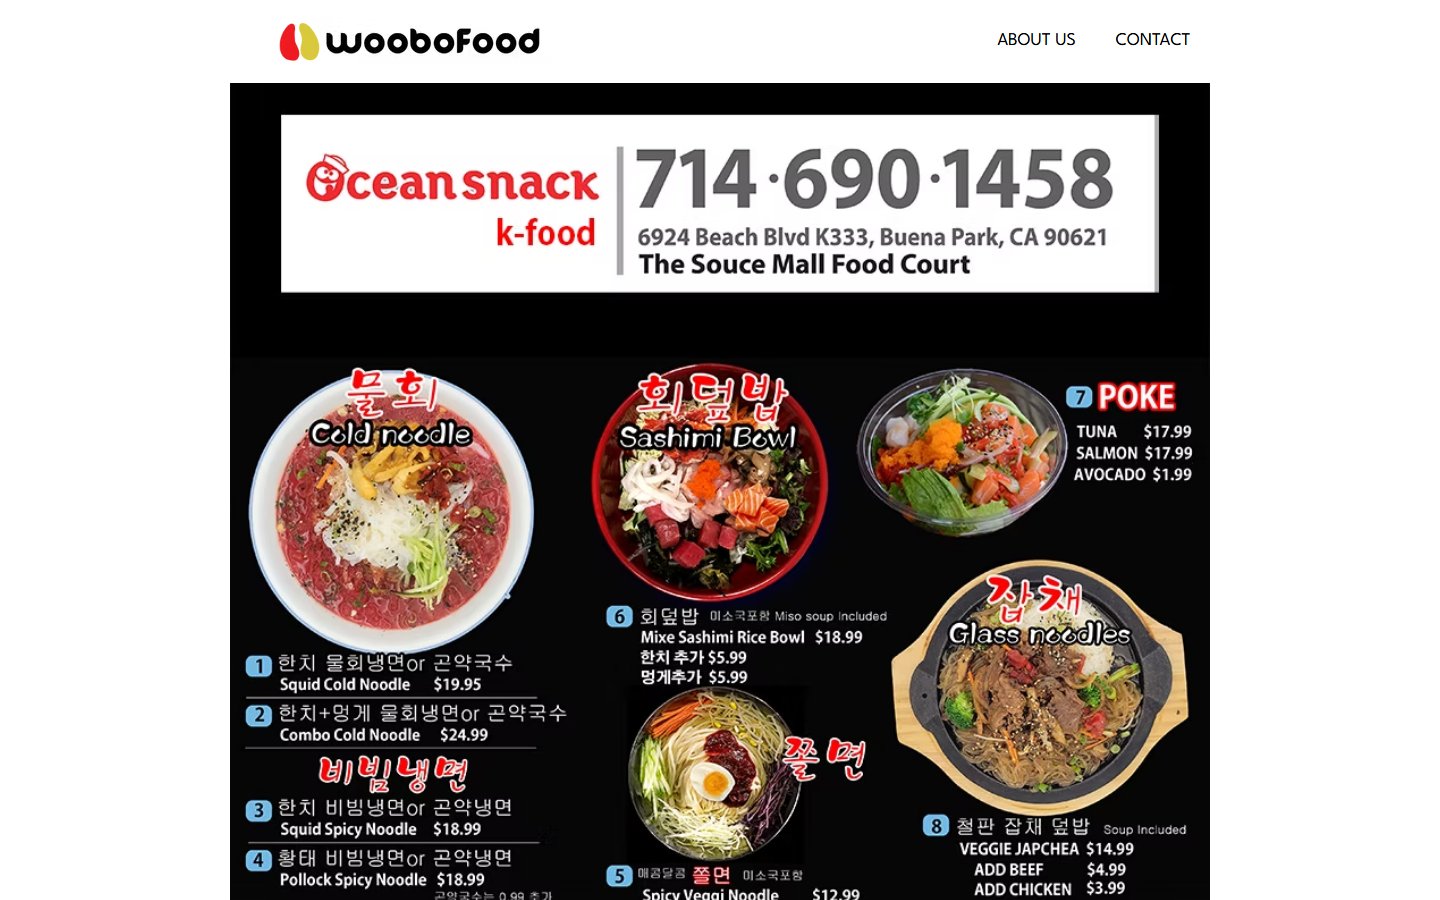 wooboFood
ABOUT US
CONTACT
Ocean snack
k-food
714·690·1458
6924 Beach Blvd K333, Buena Park, CA 90621
The Souce Mall Food Court
물회
Cold noodle
1 한치 물회냉면or 곤약국수
Squid Cold Noodle $19.95
2 한치+멍게 물회냉면or 곤약국수
Combo Cold Noodle $24.99
비빔냉면
3 한치 비빔냉면or 곤약냉면
Squid Spicy Noodle $18.99
4 황태 비빔냉면or 곤약냉면
Pollock Spicy Noodle $18.99
곤약국수는 0.99 추가
회덮밥
Sashimi Bowl
6 회덮밥 미소국포함 Miso soup Included
Mixe Sashimi Rice Bowl $18.99
한치 추가 $5.99
멍게추가 $5.99
쫄면
5 매콤달콤 쫄면 미소국포함
Spicy Veggi Noodle $12.99
7 POKE
TUNA $17.99
SALMON $17.99
AVOCADO $1.99
잡채
Glass noodles
8 철판 잡채 덮밥 Soup Included
VEGGIE JAPCHEA $14.99
ADD BEEF $4.99
ADD CHICKEN $3.99